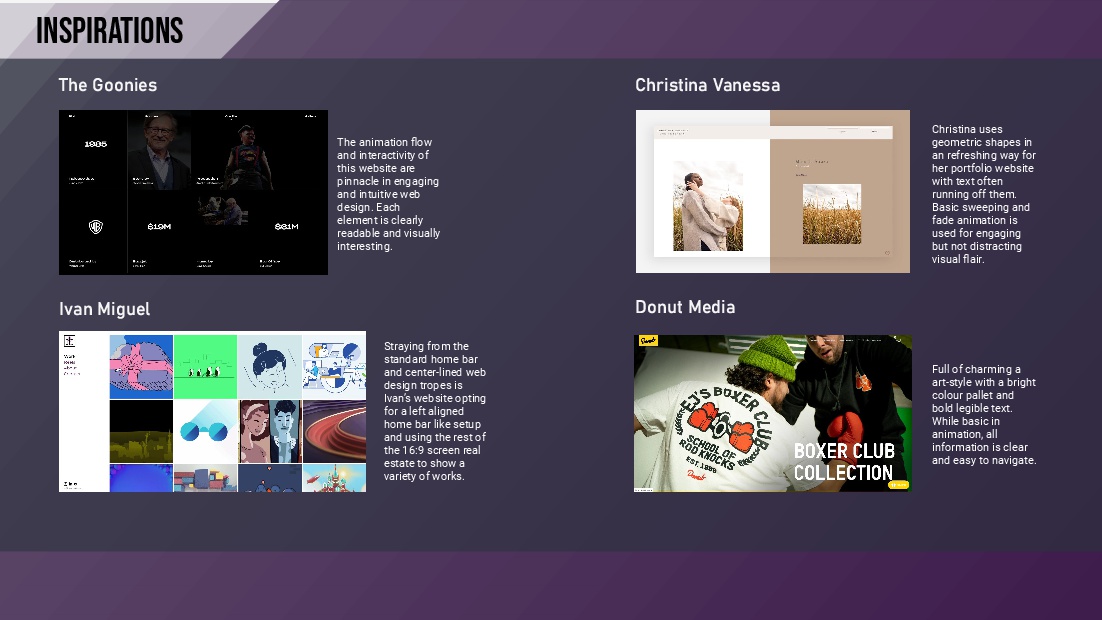 INSPIRATIONS
The Goonies
1985
$19M
$61M
The animation flow
and interactivity of
this website are
pinnacle in engaging
and intuitive web
design. Each
element is clearly
readable and visually
interesting.
Christina Vanessa
Christina uses
geometric shapes in
an refreshing way for
her portfolio website
with text often
running off them.
Basic sweeping and
fade animation is
used for engaging
but not distracting
visual flair.
Ivan Miguel
Work
Straying from the
standard home bar
and center-lined web
design tropes is
Ivan's website opting
for a left aligned
home bar like setup
and using the rest of
the 16:9 screen real
estate to show a
variety of works.
Donut Media
Donut
EJ'S BOXER CLUB
SCHOOL OF
ROD KNOCKS
EST. 1989
Donut
BOXER CLUB
COLLECTION
Full of charming a
art-style with a bright
colour pallet and
bold legible text.
While basic in
animation, all
information is clear
and easy to navigate.